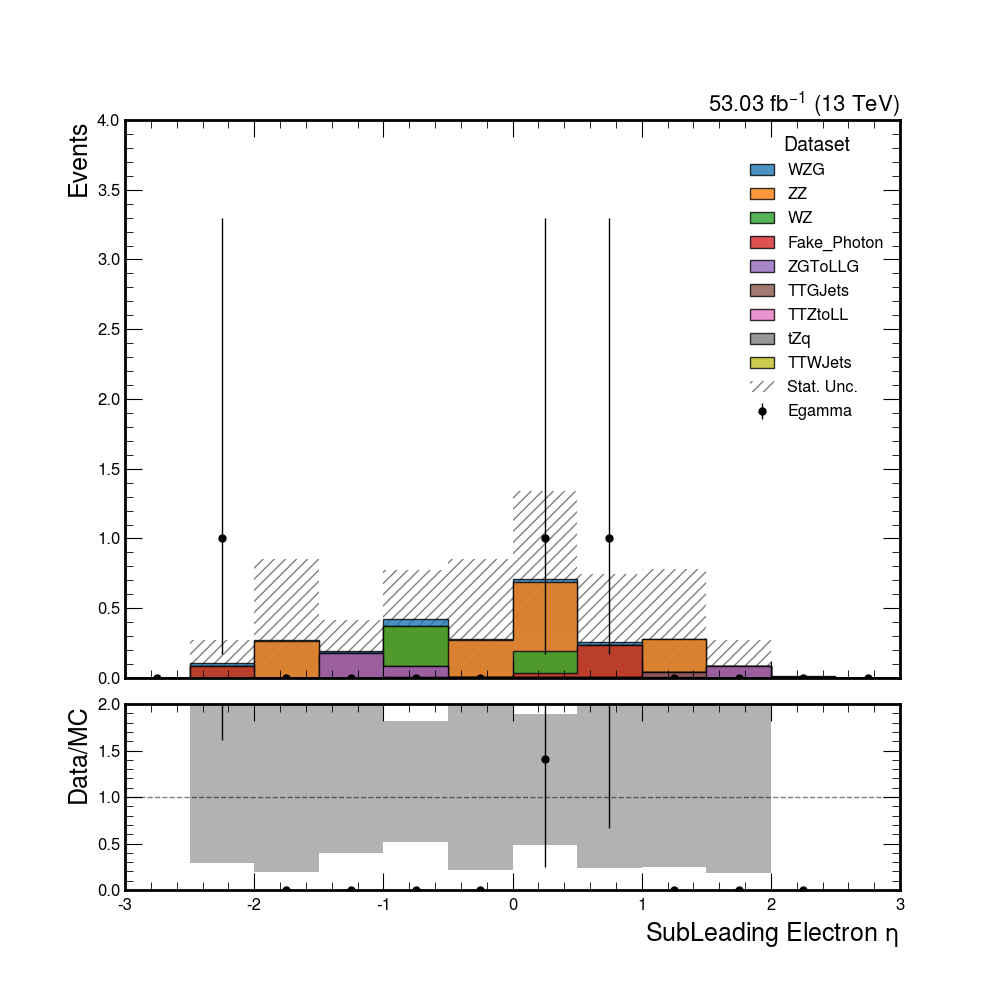 53.03 fb⁻¹ (13 TeV)
Events
4.0
3.5
3.0
2.5
2.0
1.5
1.0
0.5
0.0
Dataset
WZG
ZZ
WZ
Fake_Photon
ZGToLLG
TTGJets
TTZtoLL
tZq
TTWJets
Stat. Unc.
Egamma
Data/MC
2.0
1.5
1.0
0.5
0.0
-3 -2 -1 0 1 2 3
SubLeading Electron η